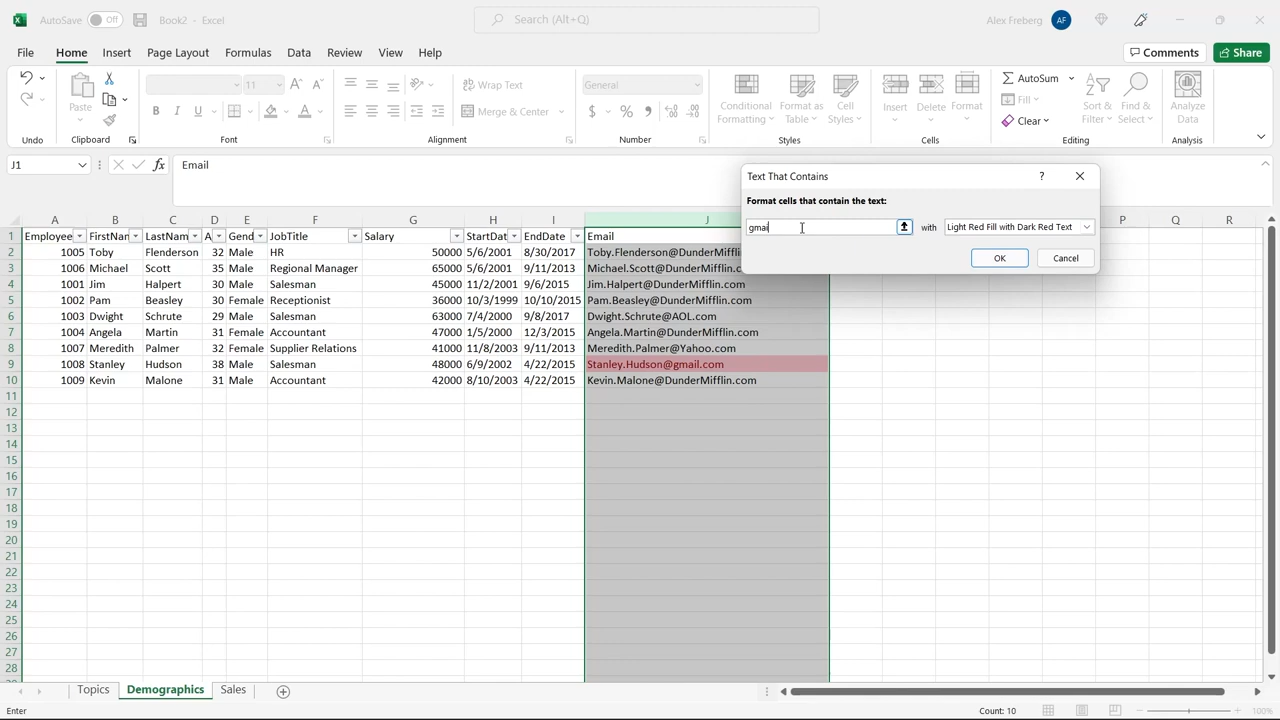 AutoSave Off Book2 - Excel Search (Alt+Q) Alex Freberg AF
File Home Insert Page Layout Formulas Data Review View Help Comments Share
Paste 11 Wrap Text Merge & Center General Conditional Formatting Format as Table Cell Styles Insert Delete Format AutoSum Fill Clear Sort & Filter Find & Select Analyze Data
Undo Clipboard Font Alignment Number Styles Cells Editing Analysis
J1 fx Email
Text That Contains
Format cells that contain the text:
gmai with Light Red Fill with Dark Red Text
OK Cancel
A B C D E F G H I J P Q R
1 Employee FirstNar LastNam A Gend JobTitle Salary StartDat EndDate Email
2 1005 Toby Flenderson 32 Male HR 50000 5/6/2001 8/30/2017 Toby.Flenderson@DunderMifflin.c
3 1006 Michael Scott 35 Male Regional Manager 65000 5/6/2001 9/11/2013 Michael.Scott@DunderMifflin.c
4 1001 Jim Halpert 30 Male Salesman 45000 11/2/2001 9/6/2015 Jim.Halpert@DunderMifflin.com
5 1002 Pam Beasley 30 Female Receptionist 36000 10/3/1999 10/10/2015 Pam.Beasley@DunderMifflin.com
6 1003 Dwight Schrute 29 Male Salesman 63000 7/4/2000 9/8/2017 Dwight.Schrute@AOL.com
7 1004 Angela Martin 31 Female Accountant 47000 1/5/2000 12/3/2015 Angela.Martin@DunderMifflin.com
8 1007 Meredith Palmer 32 Female Supplier Relations 41000 11/8/2003 9/11/2013 Meredith.Palmer@Yahoo.com
9 1008 Stanley Hudson 38 Male Salesman 48000 6/9/2002 4/22/2015 Stanley.Hudson@gmail.com
10 1009 Kevin Malone 31 Male Accountant 42000 8/10/2003 4/22/2015 Kevin.Malone@DunderMifflin.com
11
12
13
14
15
16
17
18
19
20
21
22
23
24
25
26
27
28
Topics Demographics Sales
Enter Count: 10 100%